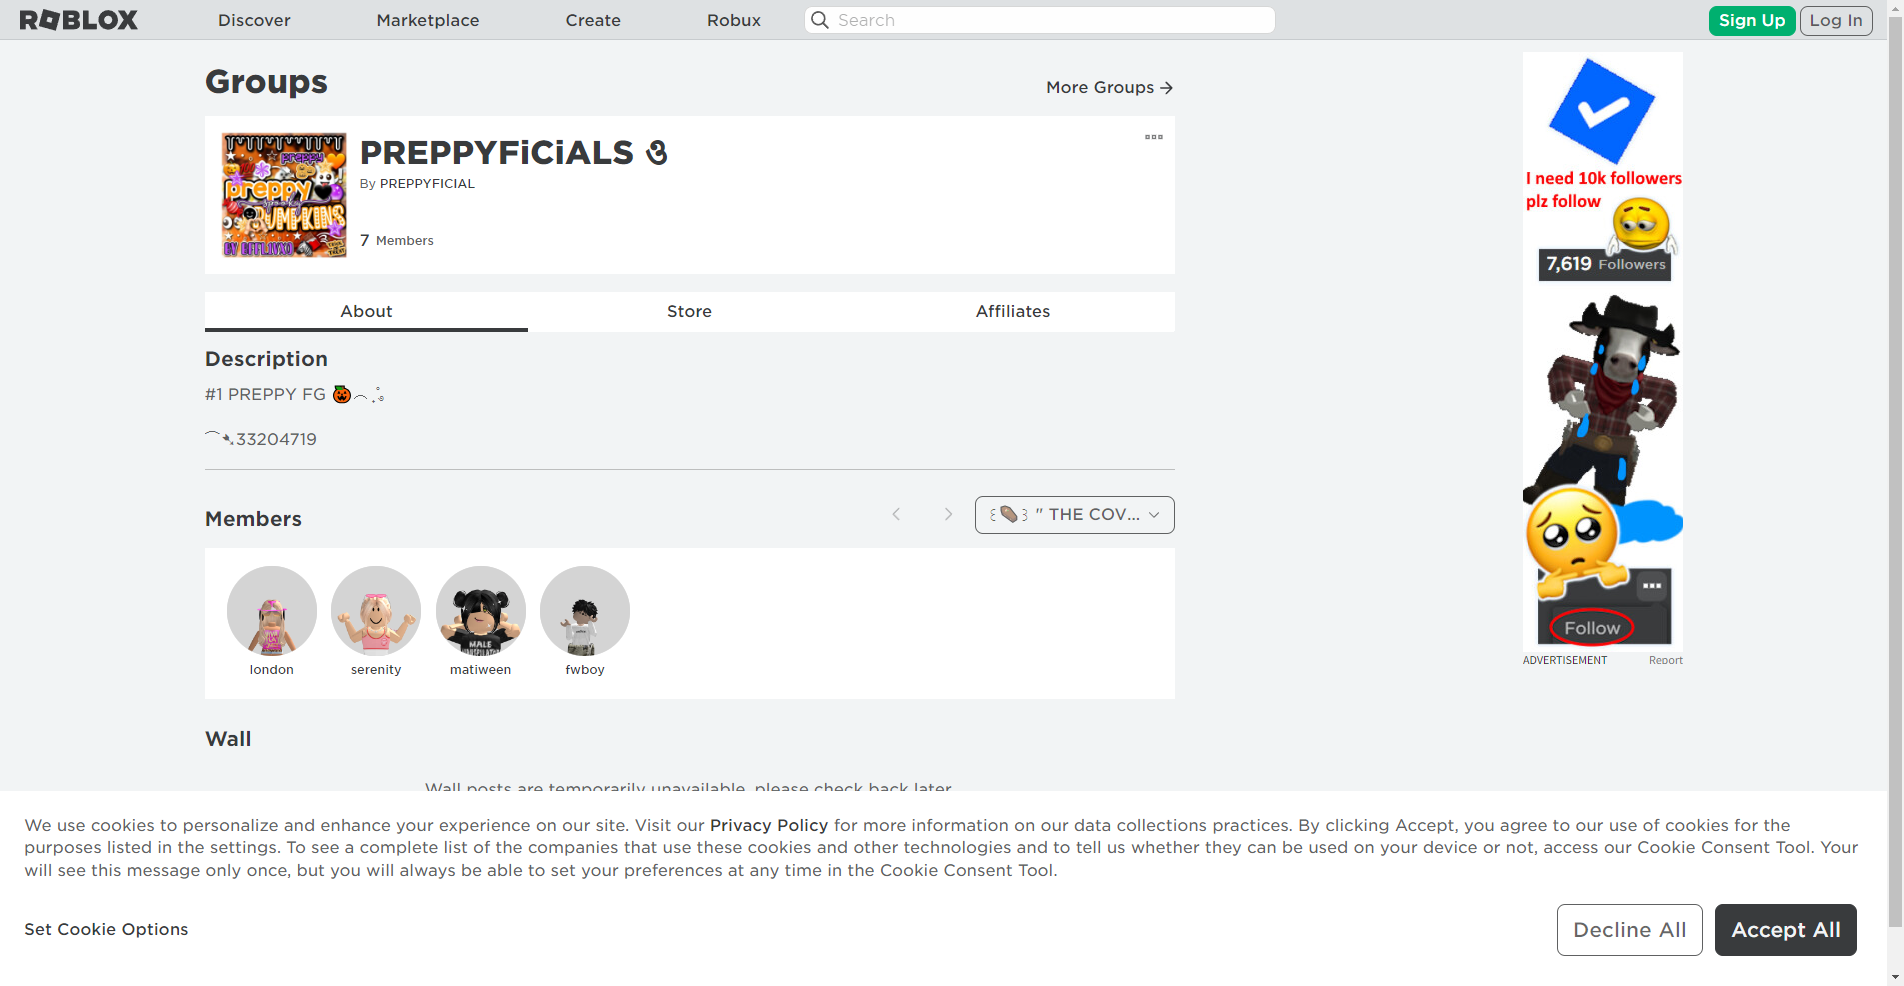 ROBLOX
Discover
Marketplace
Create
Robux
Search
Sign Up
Log In
Groups
More Groups →
preppy
preppy
spooky
PUMPKINS
PREPPYFiCiALS
By PREPPYFICIAL
7 Members
About
Store
Affiliates
Description
#1 PREPPY FG 🎃
33204719
Members
꒰⚰️꒱ " THE COV...
MALE
london
serenity
matiween
fwboy
Wall
Wall posts are temporarily unavailable, please check back later.
I need 10k followers
plz follow
7,619 Followers
Follow
ADVERTISEMENT
Report
We use cookies to personalize and enhance your experience on our site. Visit our Privacy Policy for more information on our data collections practices. By clicking Accept, you agree to our use of cookies for the
purposes listed in the settings. To see a complete list of the companies that use these cookies and other technologies and to tell us whether they can be used on your device or not, access our Cookie Consent Tool. Your
will see this message only once, but you will always be able to set your preferences at any time in the Cookie Consent Tool.
Set Cookie Options
Decline All
Accept All